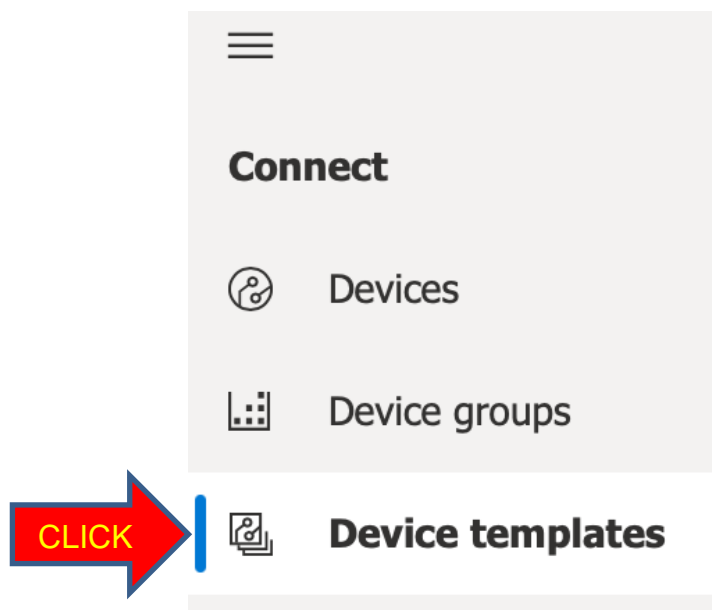 Connect
Devices
Device groups
CLICK
Device templates